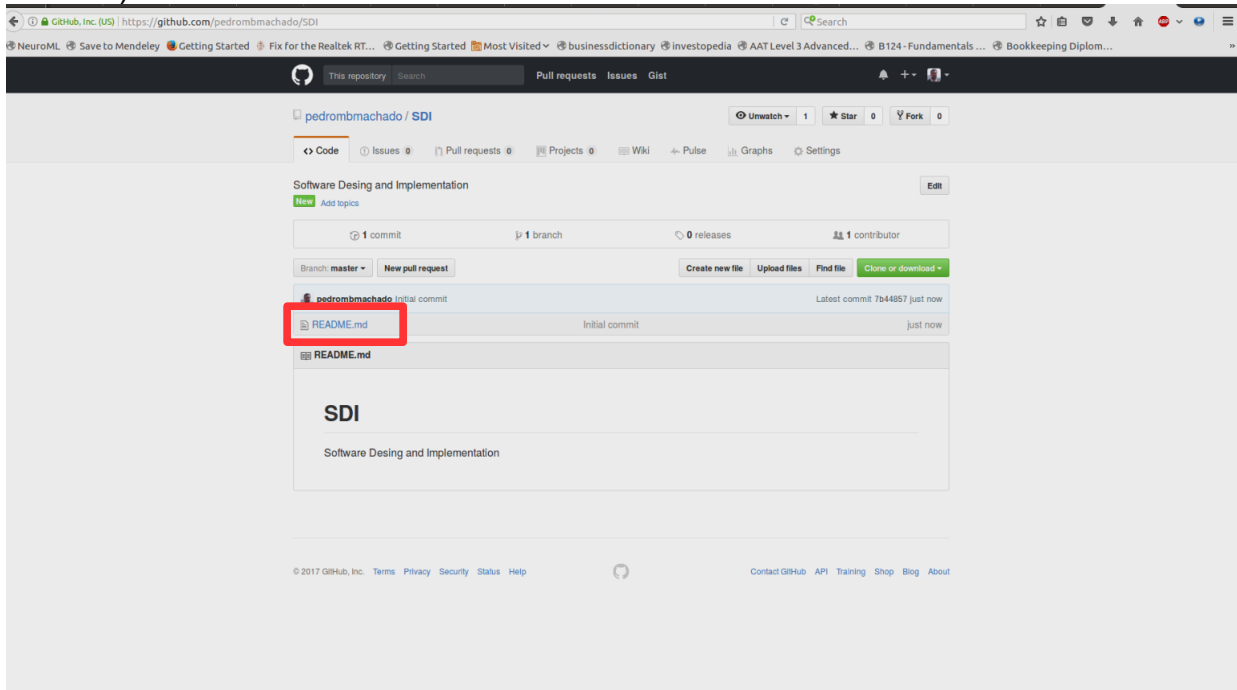 GitHub, Inc. (US) https://github.com/pedrombmachado/SDI Search
NeuroML Save to Mendeley Getting Started Fix for the Realtek RT... Getting Started Most Visited businessdictionary investopedia AAT Level 3 Advanced... B124 - Fundamentals ... Bookkeeping Diplom... »
This repository Search Pull requests Issues Gist
pedrombmachado / SDI Unwatch 1 Star 0 Fork 0
<> Code Issues 0 Pull requests 0 Projects 0 Wiki Pulse Graphs Settings
Software Desing and Implementation Edit
New Add topics
1 commit 1 branch 0 releases 1 contributor
Branch: master New pull request Create new file Upload files Find file Clone or download
pedrombmachado Initial commit Latest commit 7b44857 just now
README.md Initial commit just now
README.md
SDI
Software Desing and Implementation
© 2017 GitHub, Inc. Terms Privacy Security Status Help Contact GitHub API Training Shop Blog About